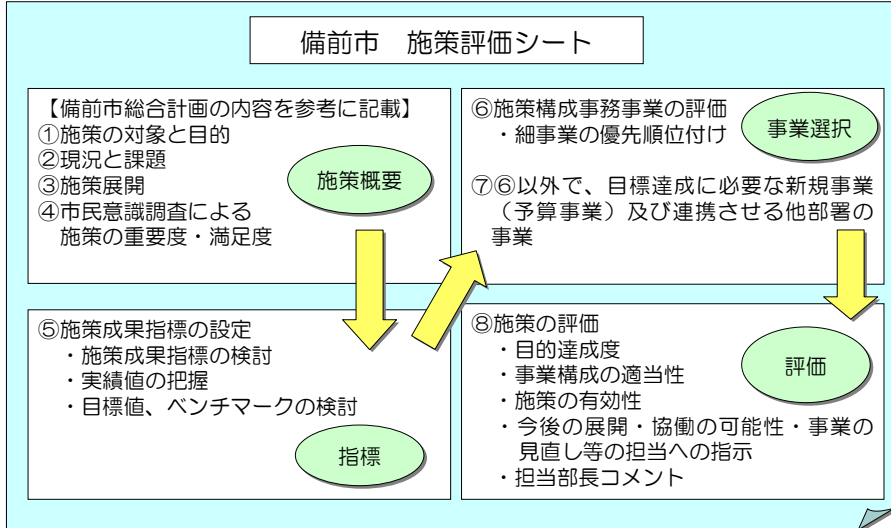 備前市　施策評価シート
【備前市総合計画の内容を参考に記載】
①施策の対象と目的
②現況と課題
③施策展開
④市民意識調査による
施策の重要度・満足度
施策概要
⑤施策成果指標の設定
・施策成果指標の検討
・実績値の把握
・目標値、ベンチマークの検討
指標
⑥施策構成事務事業の評価
・細事業の優先順位付け
事業選択
⑦⑥以外で、目標達成に必要な新規事業
（予算事業）及び連携させる他部署の
事業
⑧施策の評価
・目的達成度
・事業構成の適当性
・施策の有効性
・今後の展開・協働の可能性・事業の
見直し等の担当への指示
・担当部長コメント
評価